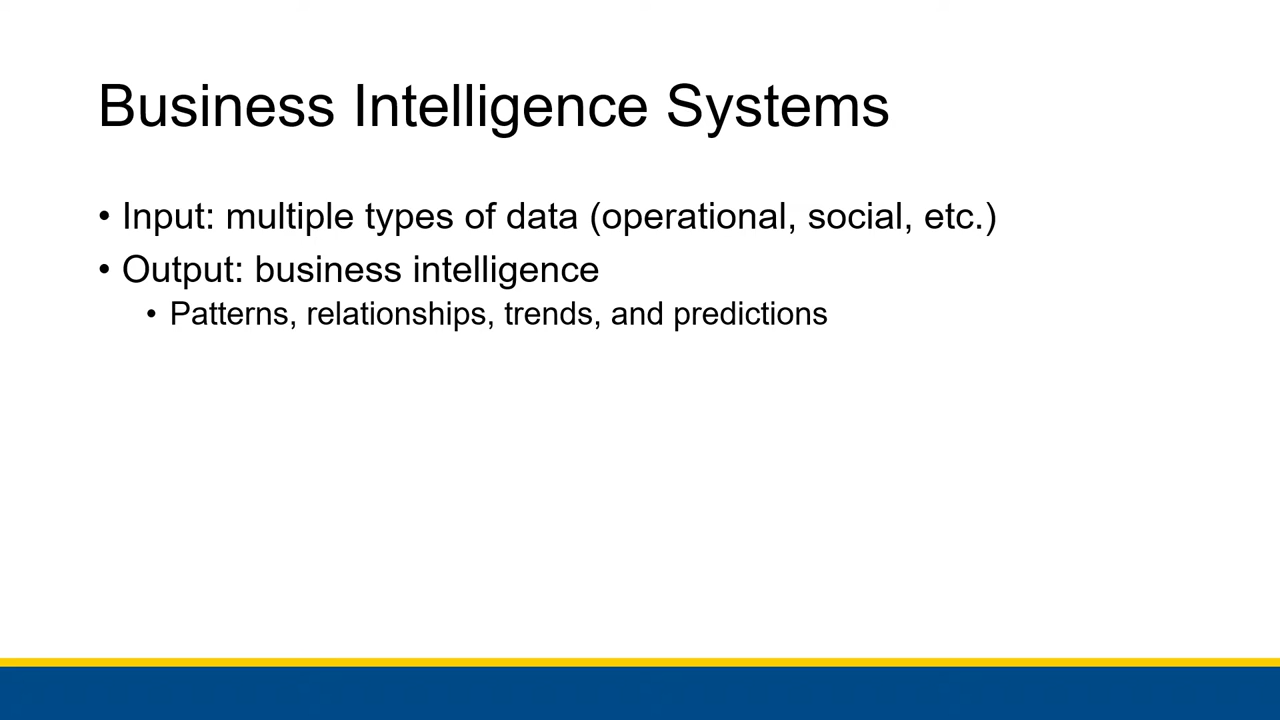 Business Intelligence Systems
• Input: multiple types of data (operational, social, etc.)
• Output: business intelligence
• Patterns, relationships, trends, and predictions